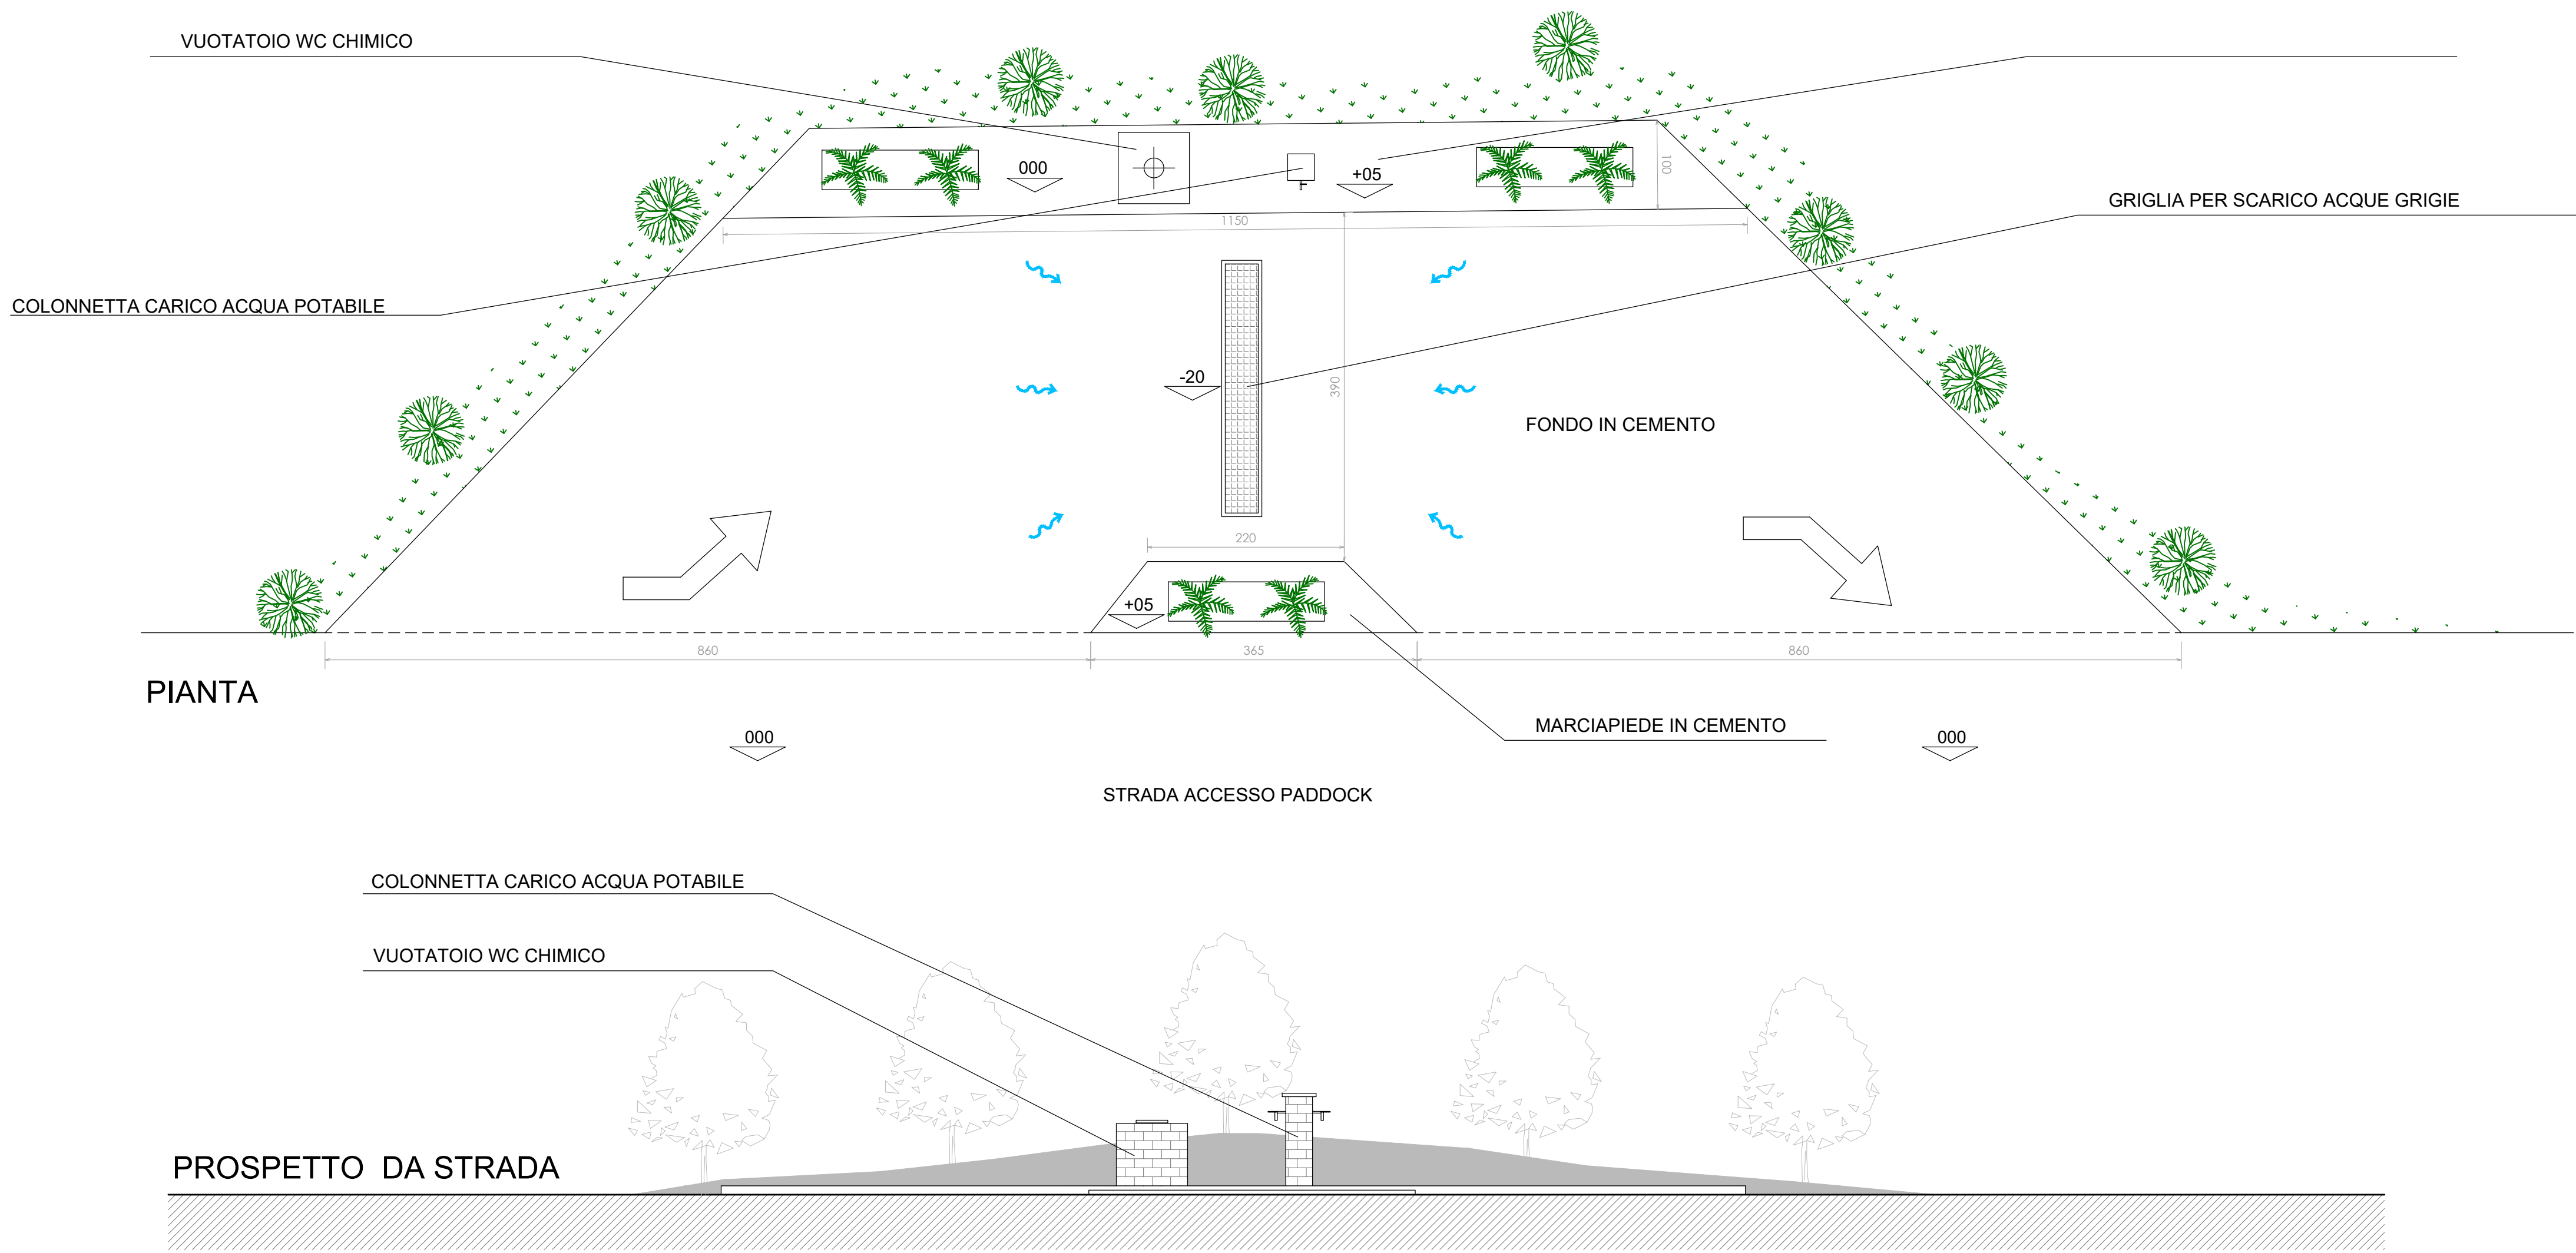 VUOTATOIO WC CHIMICO
100
000
+05
GRIGLIA PER SCARICO ACQUE GRIGIE
1150
COLONNETTA CARICO ACQUA POTABILE
-20
390
FONDO IN CEMENTO
220
+05
860
365
860
PIANTA
MARCIAPIEDE IN CEMENTO
000
000
STRADA ACCESSO PADDOCK
COLONNETTA CARICO ACQUA POTABILE
VUOTATOIO WC CHIMICO
PROSPETTO DA STRADA